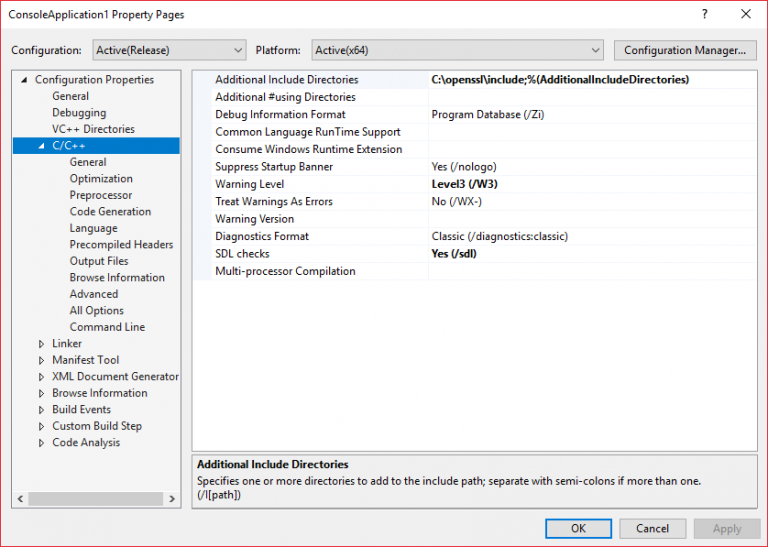 ConsoleApplication1 Property Pages
Configuration: Active(Release) Platform: Active(x64) Configuration Manager...
Configuration Properties
General
Debugging
VC++ Directories
C/C++
General
Optimization
Preprocessor
Code Generation
Language
Precompiled Headers
Output Files
Browse Information
Advanced
All Options
Command Line
Linker
Manifest Tool
XML Document Generator
Browse Information
Build Events
Custom Build Step
Code Analysis
Additional Include Directories C:\openssl\include;%(AdditionalIncludeDirectories)
Additional #using Directories
Debug Information Format Program Database (/Zi)
Common Language RunTime Support
Consume Windows Runtime Extension
Suppress Startup Banner Yes (/nologo)
Warning Level Level3 (/W3)
Treat Warnings As Errors No (/WX-)
Warning Version
Diagnostics Format Classic (/diagnostics:classic)
SDL checks Yes (/sdl)
Multi-processor Compilation
Additional Include Directories
Specifies one or more directories to add to the include path; separate with semi-colons if more than one.
(/I[path])
OK Cancel Apply